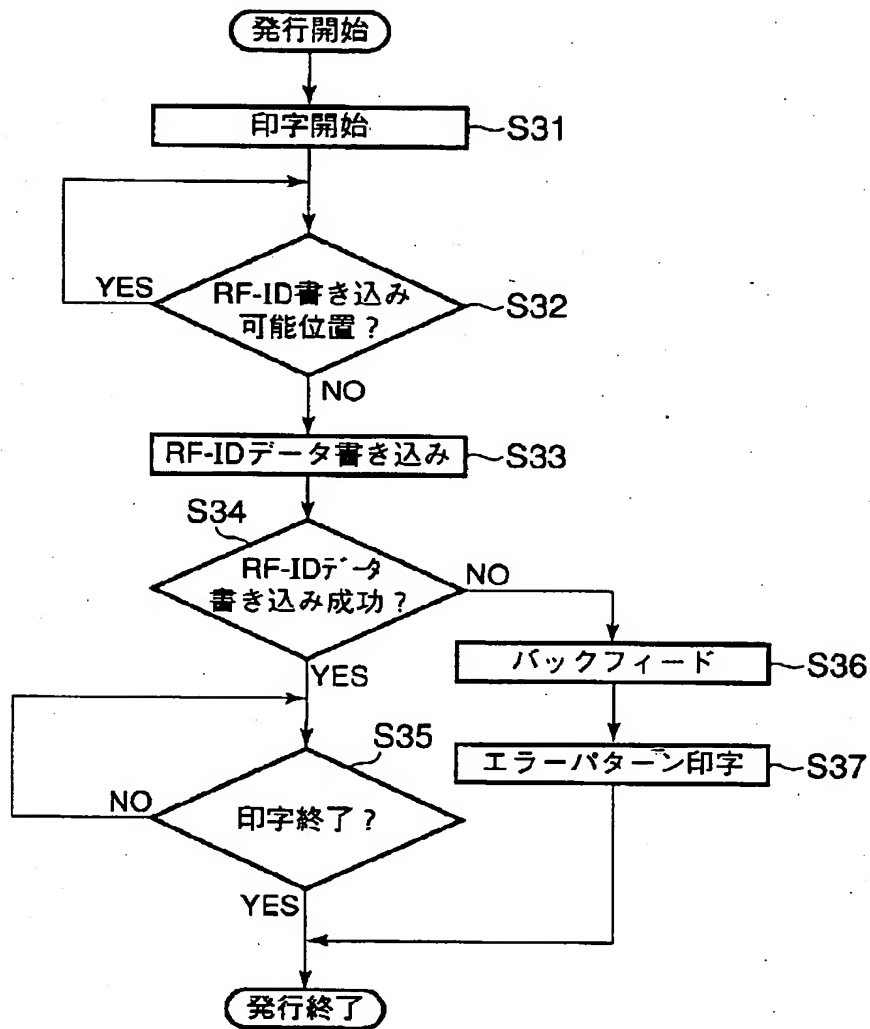 発行開始
印字開始
S31
YES
RF-ID書き込み
可能位置?
S32
NO
RF-IDデータ書き込み
S33
S34
RF-IDデータ
書き込み成功?
NO
YES
バックフィード
S36
S35
エラーパターン印字
S37
NO
印字終了?
YES
発行終了